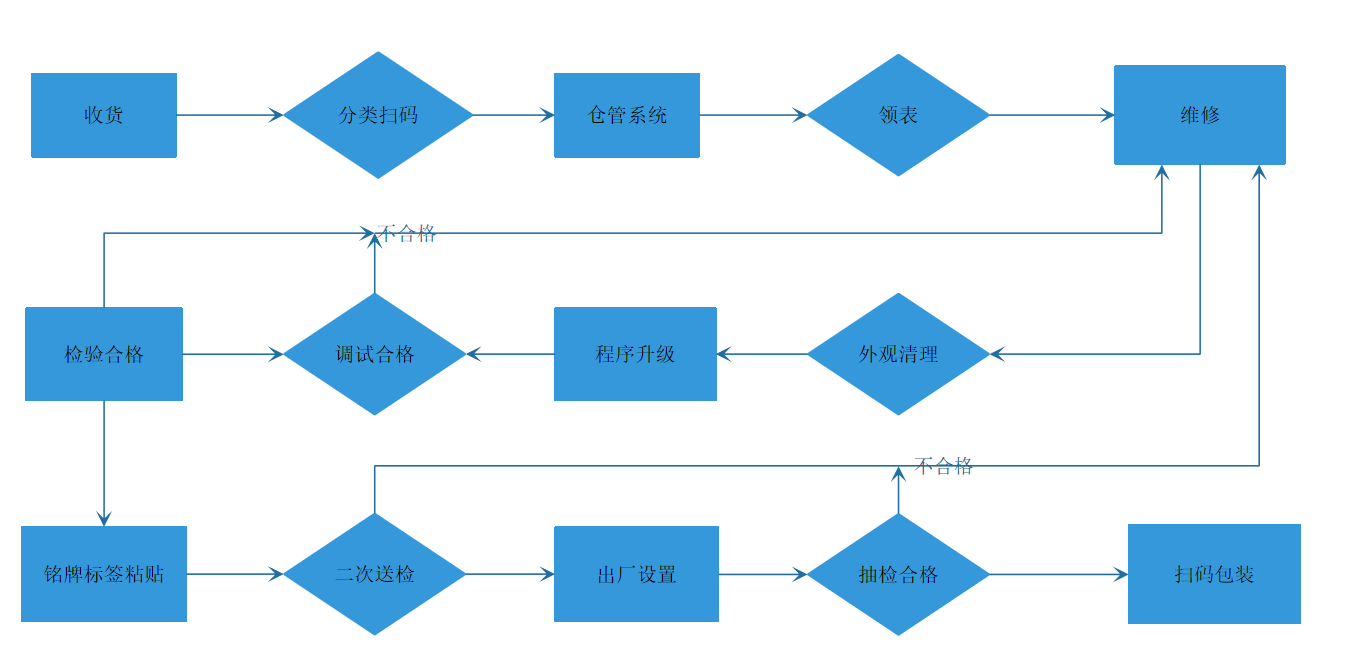 收货
分类扫码
仓管系统
领表
维修
不合格
检验合格
调试合格
程序升级
外观清理
不合格
铭牌标签粘贴
二次送检
出厂设置
抽检合格
扫码包装